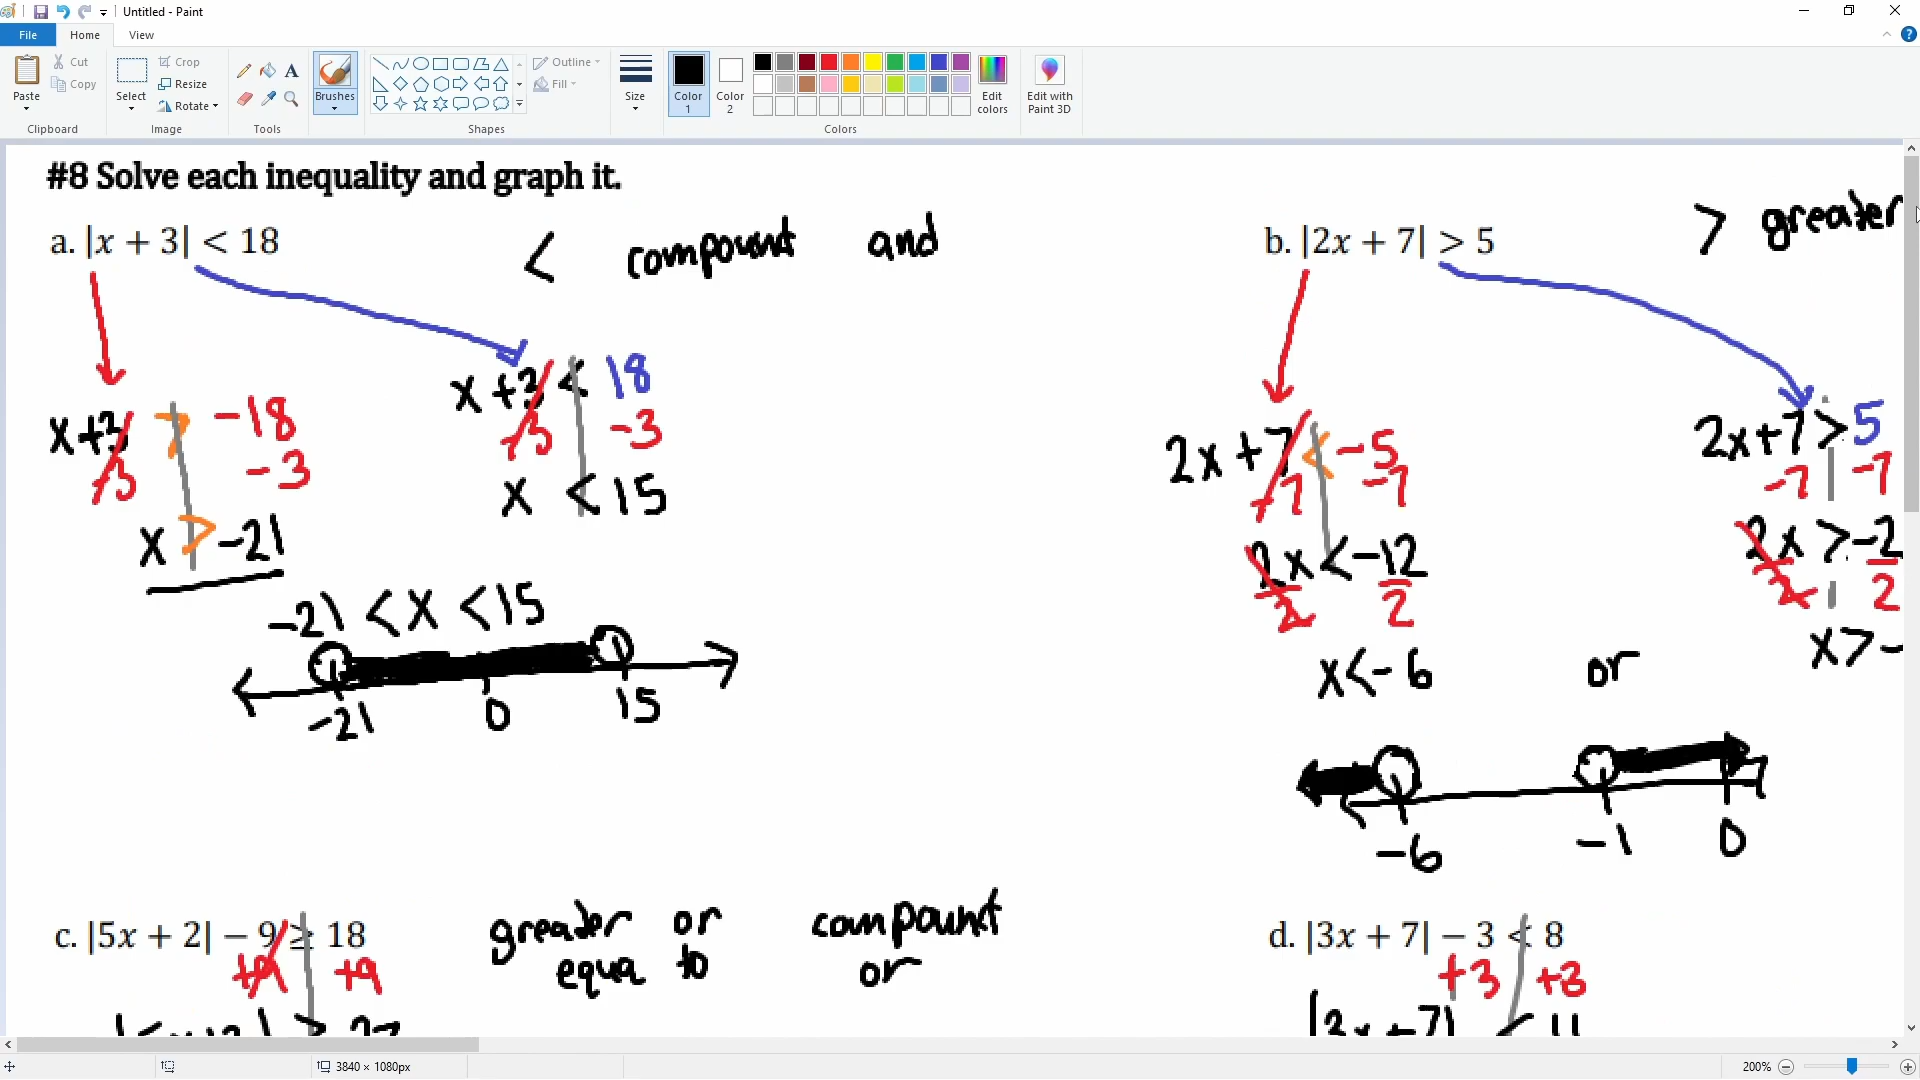 Untitled - Paint
File Home View
Paste
Cut
Copy
Clipboard
Select
Crop
Resize
Rotate
Image
Tools
Brushes
Shapes
Outline
Fill
Size
Color 1
Color 2
Edit colors
Colors
Edit with Paint 3D
#8 Solve each inequality and graph it.
a. |x + 3| < 18
< compound and
x+3 > -18
-3 -3
x > -21
x+3 < 18
-3 -3
x < 15
-21 < x < 15
-21 0 15
b. |2x + 7| > 5
> greater
2x+7 < -5
-7 -7
2x < -12
2 2
x < -6
or
2x+7 > 5
-7 -7
2x > -2
2 2
x > -
-6 -1 0
c. |5x + 2| − 9 ≥ 18
+9 +9
greater or
equa to
compound
or
d. |3x + 7| − 3 < 8
+3 +3
|3x+7| < 11
3840 × 1080px
200%